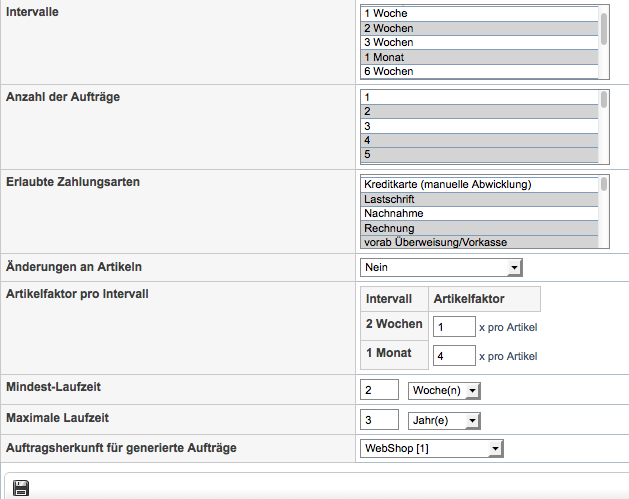 Intervalle
1 Woche
2 Wochen
3 Wochen
1 Monat
6 Wochen
Anzahl der Aufträge
1
2
3
4
5
Erlaubte Zahlungsarten
Kreditkarte (manuelle Abwicklung)
Lastschrift
Nachnahme
Rechnung
vorab Überweisung/Vorkasse
Änderungen an Artikeln Nein
Artikelfaktor pro Intervall
Intervall Artikelfaktor
2 Wochen 1 x pro Artikel
1 Monat 4 x pro Artikel
Mindest-Laufzeit 2 Woche(n)
Maximale Laufzeit 3 Jahr(e)
Auftragsherkunft für generierte Aufträge WebShop [1]